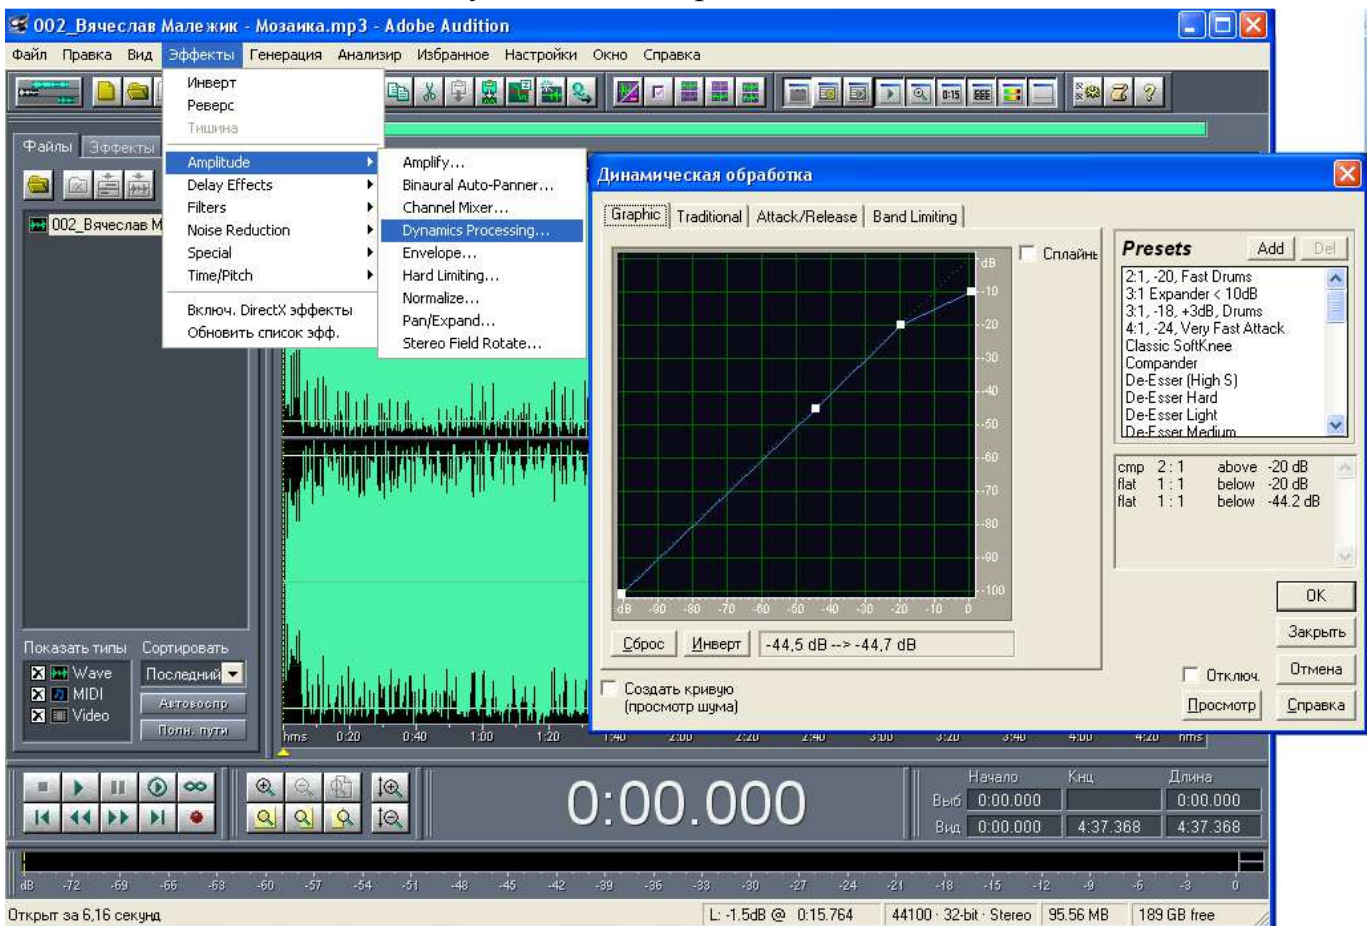 002_Вячеслав Малежик - Мозаика.mp3 - Adobe Audition
Файл Правка Вид Эффекты Генерация Анализир Избранное Настройки Окно Справка
Инверт
Реверс
Тишина
Amplitude
Delay Effects
Filters
Noise Reduction
Special
Time/Pitch
Включ. DirectX эффекты
Обновить список эфф.
Amplify...
Binaural Auto-Panner...
Channel Mixer...
Dynamics Processing...
Envelope...
Hard Limiting...
Normalize...
Pan/Expand...
Stereo Field Rotate...
Файлы Эффекты
002_Вячеслав М
Показать типы Сортировать
Wave
MIDI
Video
Последний
Автовоспр
Полн. пути
Динамическая обработка
Graphic Traditional Attack/Release Band Limiting
Сплайны
dB
-10
-20
-30
-40
-50
-60
-70
-80
-90
-100
dB -90 -80 -70 -60 -50 -40 -30 -20 -10 0
Сброс Инверт -44,5 dB --> -44,7 dB
Создать кривую
(просмотр шума)
Presets Add Del
2:1, -20, Fast Drums
3:1 Expander < 10dB
3:1, -18, +3dB, Drums
4:1, -24, Very Fast Attack
Classic SoftKnee
Compander
De-Esser (High S)
De-Esser Hard
De-Esser Light
De-Esser Medium
cmp 2 : 1 above -20 dB
flat 1 : 1 below -20 dB
flat 1 : 1 below -44.2 dB
OK
Закрыть
Отключ. Отмена
Просмотр Справка
hms 0:20 0:40 1:00 1:20 1:40 2:00 2:20 2:40 3:00 3:20 3:40 4:00 4:20 hms
0:00.000
Начало Кнц Длина
Выб 0:00.000 0:00.000
Вид 0:00.000 4:37.368 4:37.368
dB -72 -69 -66 -63 -60 -57 -54 -51 -48 -45 -42 -39 -36 -33 -30 -27 -24 -21 -18 -15 -12 -9 -6 -3 0
Открыт за 6,16 секунд L: -1.5dB @ 0:15.764 44100 · 32-bit · Stereo 95.56 MB 189 GB free